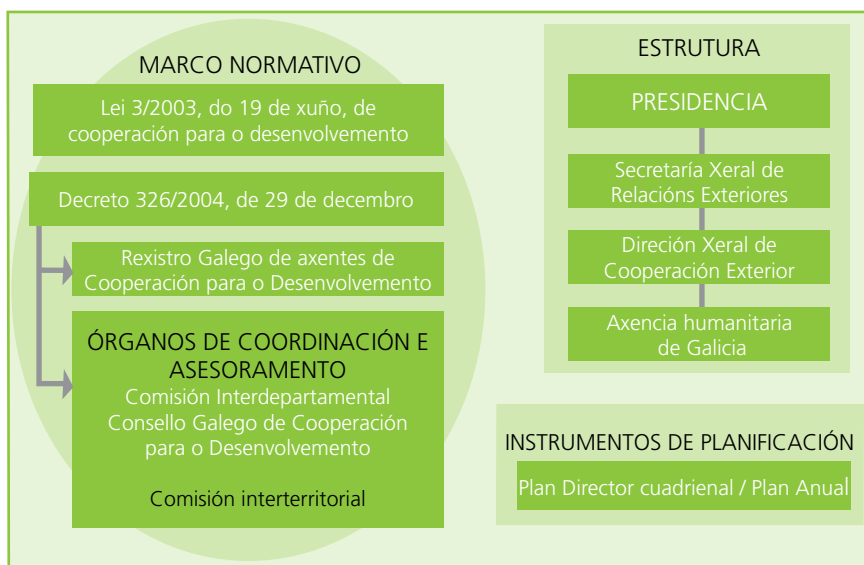 MARCO NORMATIVO
Lei 3/2003, do 19 de xuño, de
cooperación para o desenvolvemento
Decreto 326/2004, de 29 de decembro
Rexistro Galego de axentes de
Cooperación para o Desenvolvemento
ÓRGANOS DE COORDINACIÓN E
ASESORAMENTO
Comisión Interdepartamental
Consello Galego de Cooperación
para o Desenvolvemento
Comisión interterritorial
ESTRUTURA
PRESIDENCIA
Secretaría Xeral de
Relacións Exteriores
Direción Xeral de
Cooperación Exterior
Axencia humanitaria
de Galicia
INSTRUMENTOS DE PLANIFICACIÓN
Plan Director cuadrienal / Plan Anual